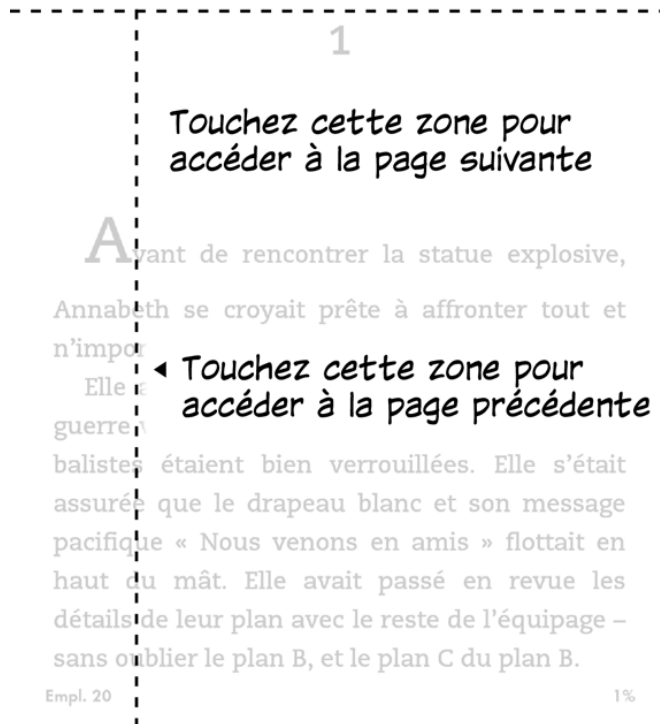 1
Touchez cette zone pour
accéder à la page suivante
Avant de rencontrer la statue explosive,
Annabeth se croyait prête à affronter tout et
n'impor
Touchez cette zone pour
Elle
accéder à la page précédente
guerre
balistes étaient bien verrouillées. Elle s'était
assurée que le drapeau blanc et son message
pacifique « Nous venons en amis » flottait en
haut du mât. Elle avait passé en revue les
détails de leur plan avec le reste de l'équipage –
sans oublier le plan B, et le plan C du plan B.
Empl. 20 1%